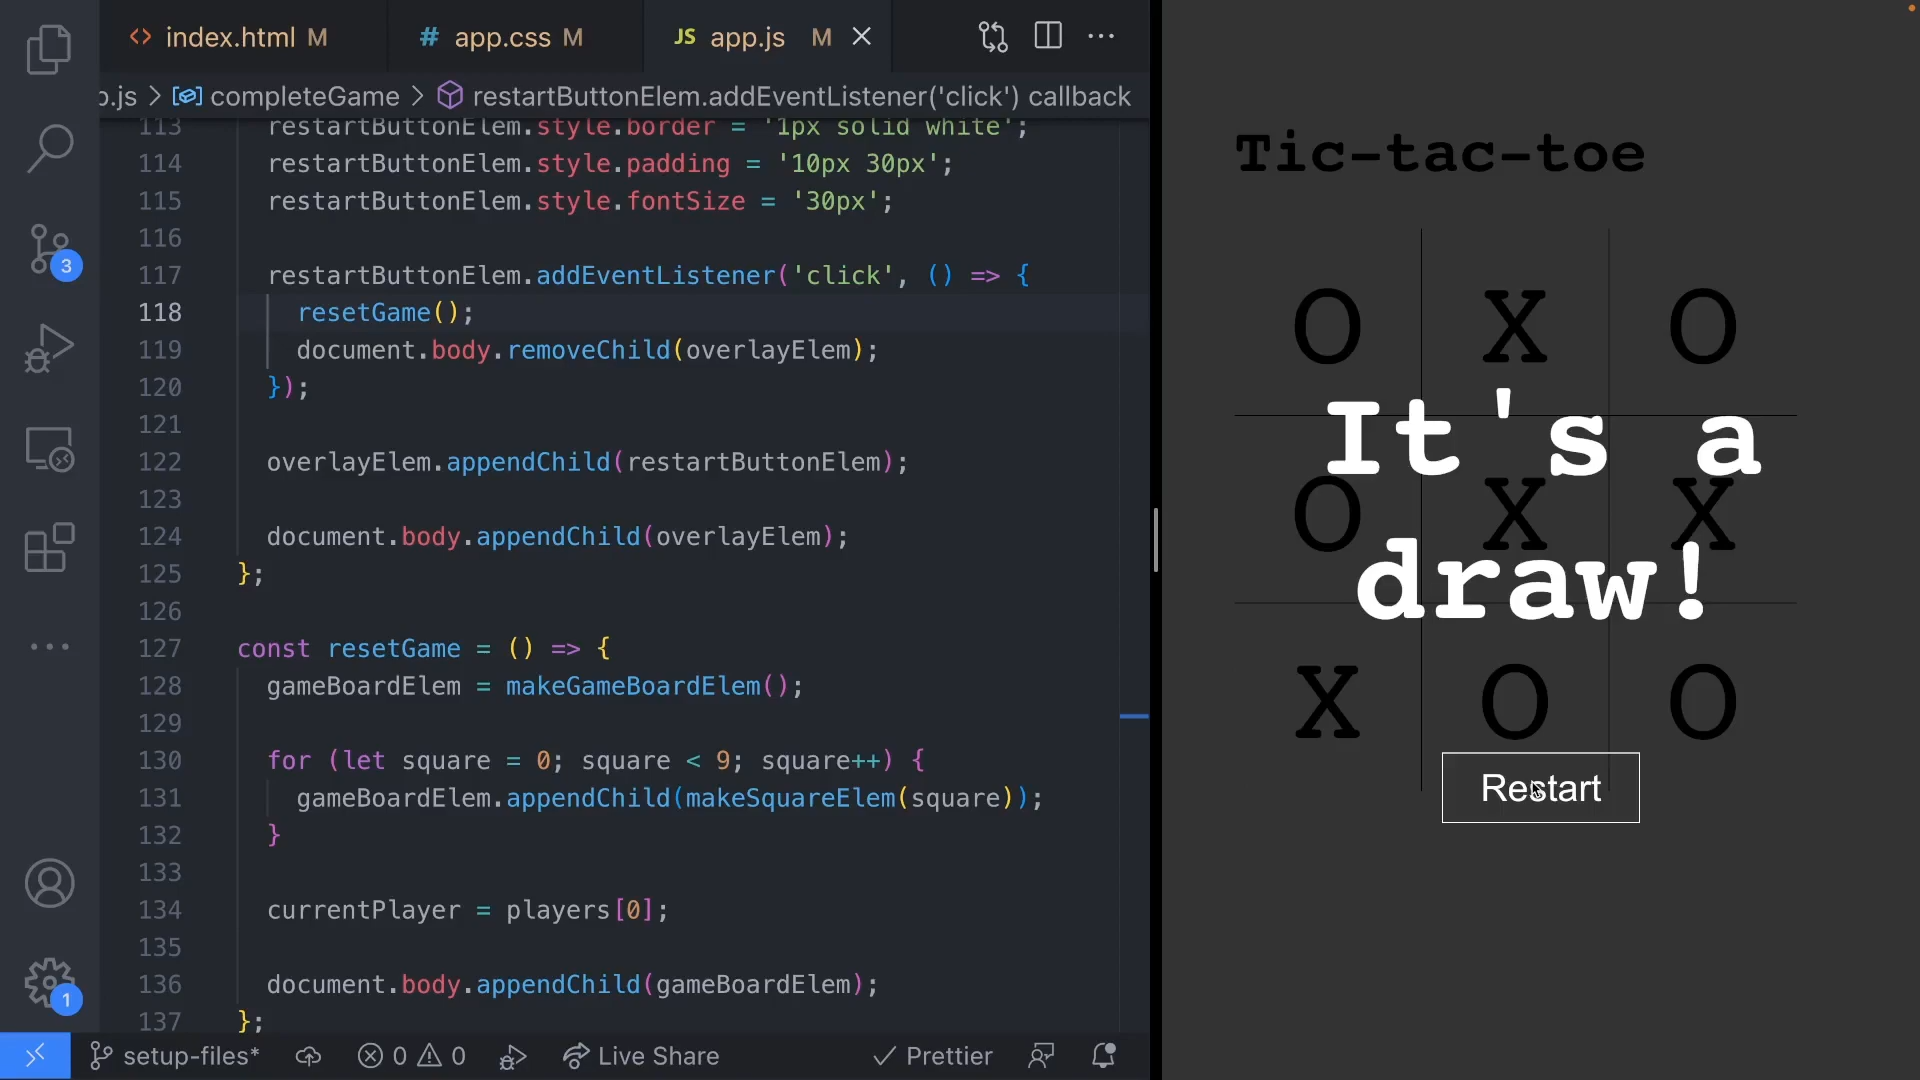 index.html M
# app.css M
JS app.js M
p.js > completeGame > restartButtonElem.addEventListener('click') callback
113 restartButtonElem.style.border = '1px solid white';
114 restartButtonElem.style.padding = '10px 30px';
115 restartButtonElem.style.fontSize = '30px';
116
117 restartButtonElem.addEventListener('click', () => {
118 resetGame();
119 document.body.removeChild(overlayElem);
120 });
121
122 overlayElem.appendChild(restartButtonElem);
123
124 document.body.appendChild(overlayElem);
125 };
126
127 const resetGame = () => {
128 gameBoardElem = makeGameBoardElem();
129
130 for (let square = 0; square < 9; square++) {
131 gameBoardElem.appendChild(makeSquareElem(square));
132 }
133
134 currentPlayer = players[0];
135
136 document.body.appendChild(gameBoardElem);
137 };
3
1
setup-files* 0 0 Live Share Prettier
Tic-tac-toe
O X O
It's a
O X X
draw!
X O O
Restart